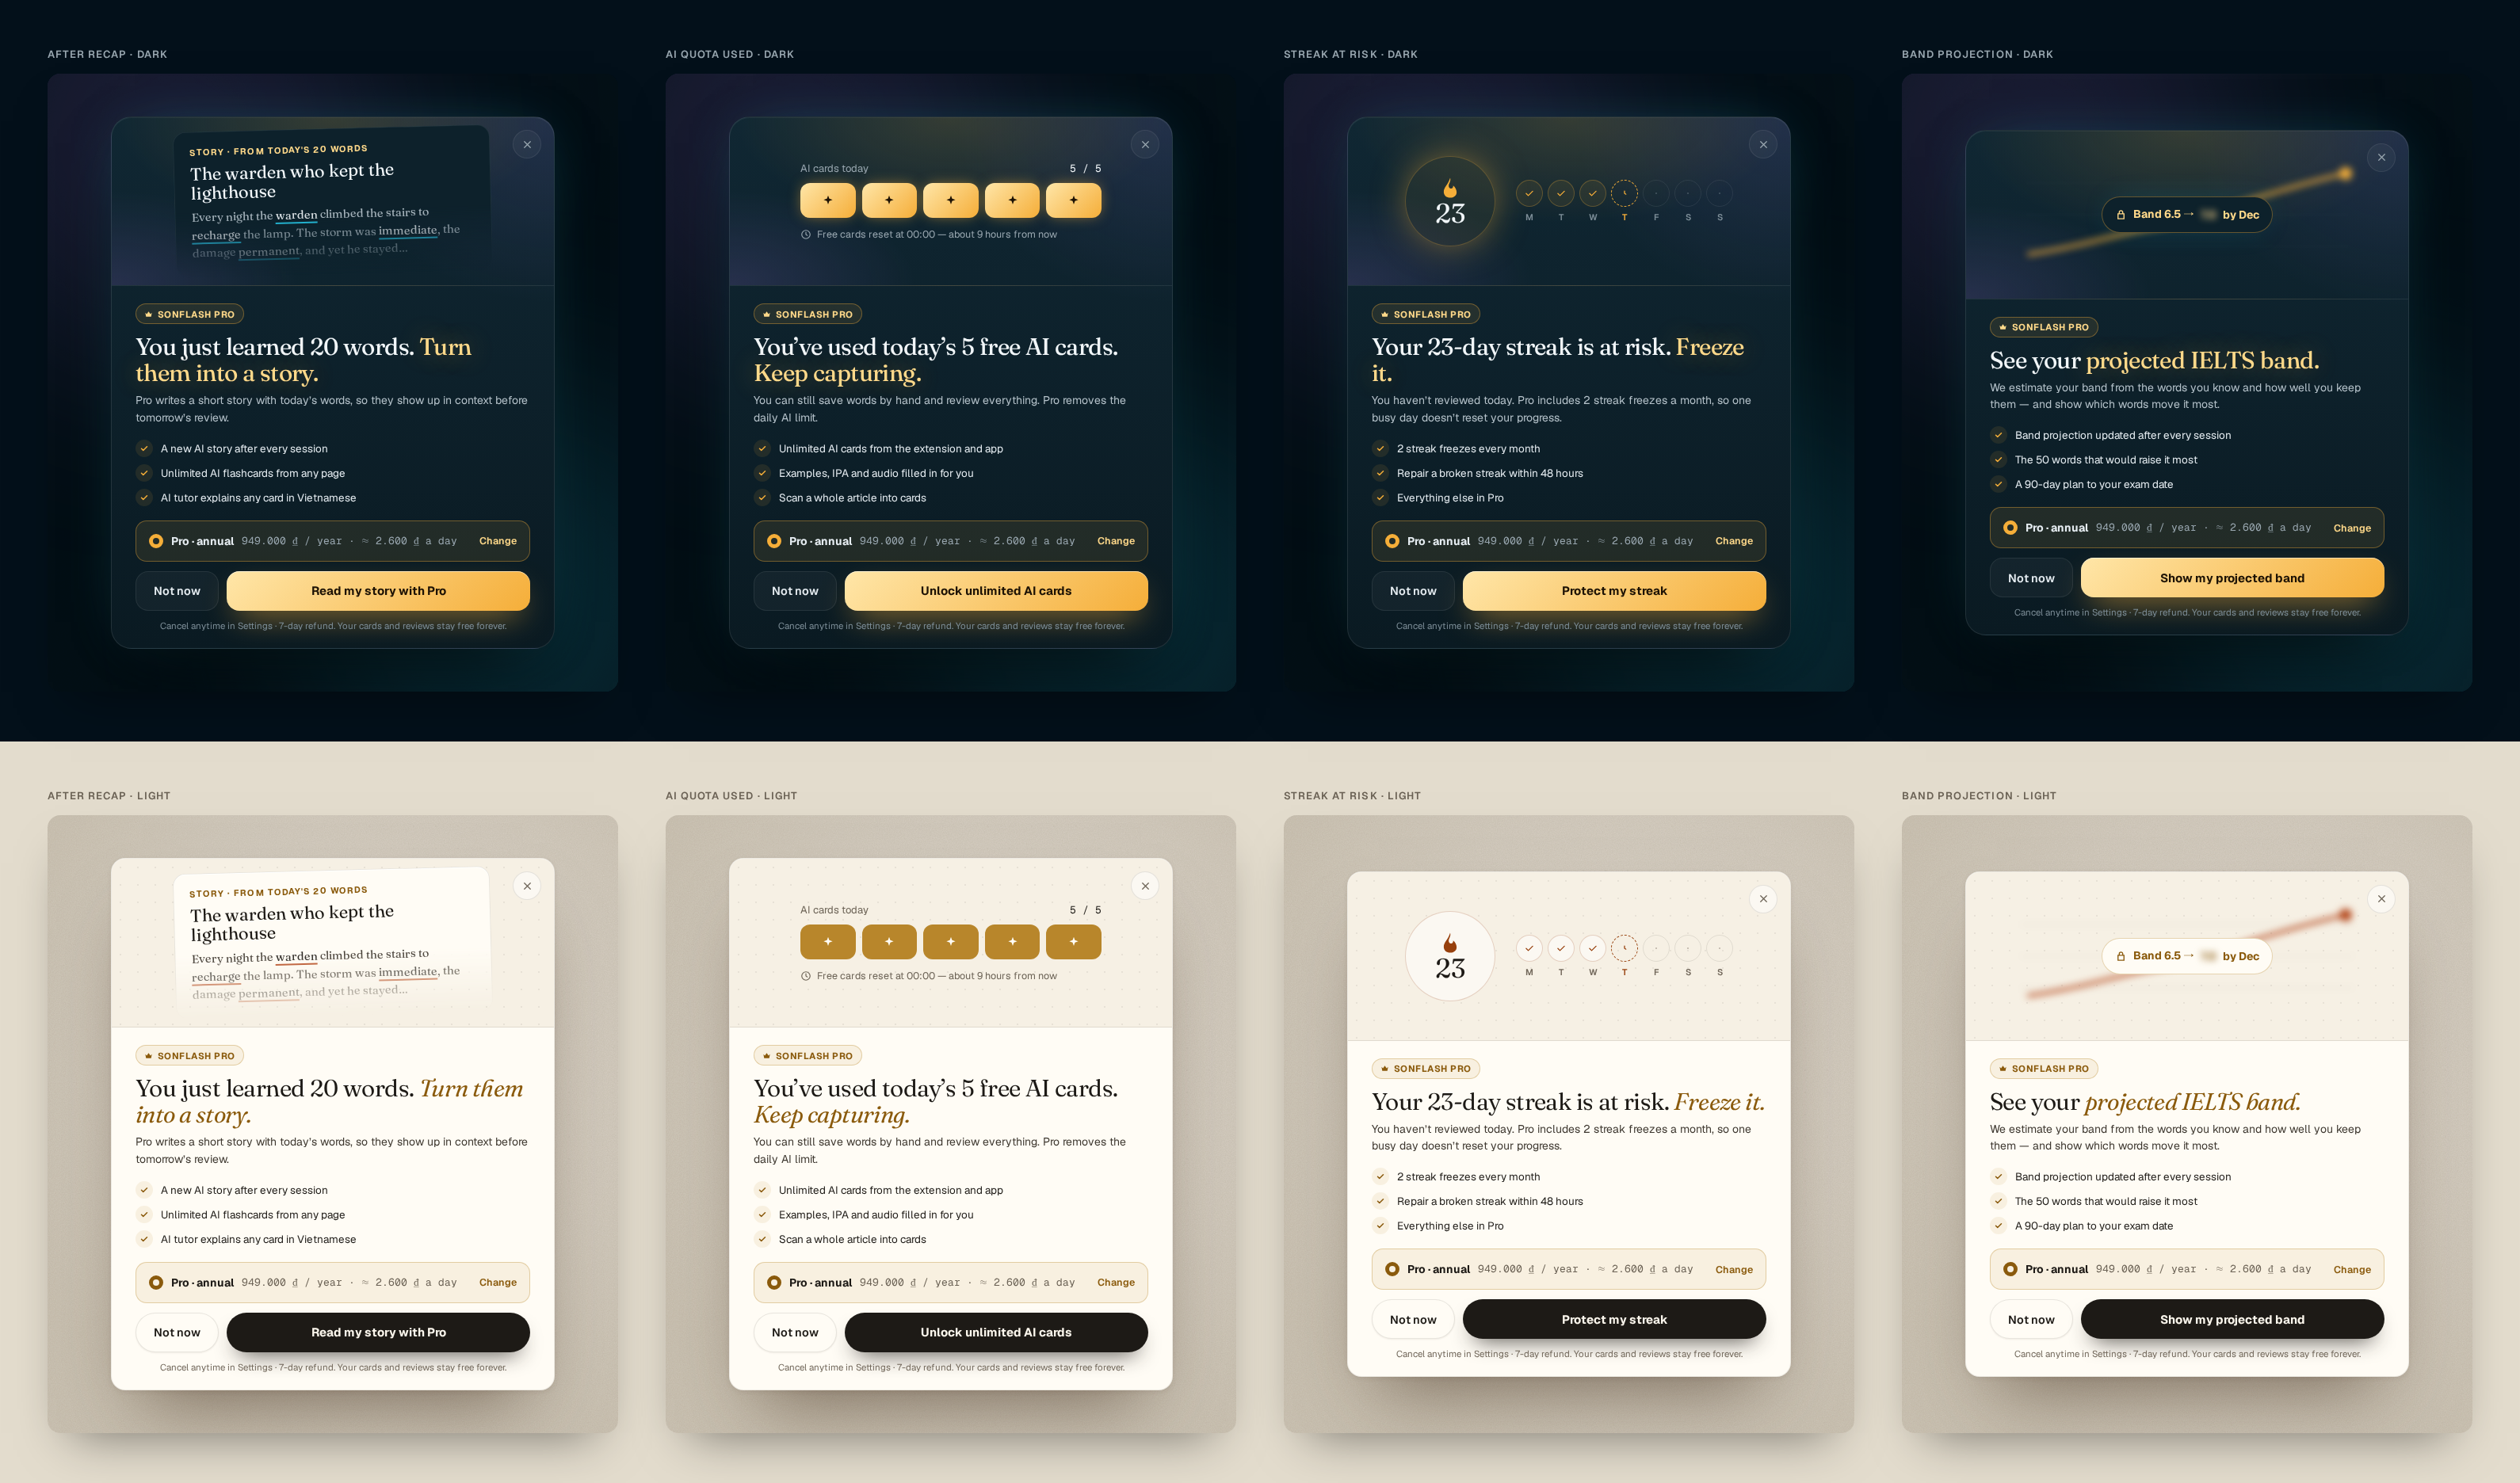 AFTER RECAP · DARK
STORY · FROM TODAY'S 20 WORDS
The warden who kept the
lighthouse
Every night the warden climbed the stairs to
recharge the lamp. The storm was immediate, the
damage permanent, and yet he stayed...
SONFLASH PRO
You just learned 20 words. Turn
them into a story.
Pro writes a short story with today's words, so they show up in context before
tomorrow's review.
A new AI story after every session
Unlimited AI flashcards from any page
AI tutor explains any card in Vietnamese
Pro · annual 949.000 ₫ / year · ≈ 2.600 ₫ a day Change
Not now
Read my story with Pro
Cancel anytime in Settings · 7-day refund. Your cards and reviews stay free forever.
AI QUOTA USED · DARK
AI cards today 5 / 5
Free cards reset at 00:00 — about 9 hours from now
SONFLASH PRO
You’ve used today’s 5 free AI cards.
Keep capturing.
You can still save words by hand and review everything. Pro removes the
daily AI limit.
Unlimited AI cards from the extension and app
Examples, IPA and audio filled in for you
Scan a whole article into cards
Pro · annual 949.000 ₫ / year · ≈ 2.600 ₫ a day Change
Not now
Unlock unlimited AI cards
Cancel anytime in Settings · 7-day refund. Your cards and reviews stay free forever.
STREAK AT RISK · DARK
23
M T W T F S S
SONFLASH PRO
Your 23-day streak is at risk. Freeze
it.
You haven't reviewed today. Pro includes 2 streak freezes a month, so one
busy day doesn't reset your progress.
2 streak freezes every month
Repair a broken streak within 48 hours
Everything else in Pro
Pro · annual 949.000 ₫ / year · ≈ 2.600 ₫ a day Change
Not now
Protect my streak
Cancel anytime in Settings · 7-day refund. Your cards and reviews stay free forever.
BAND PROJECTION · DARK
Band 6.5 → by Dec
SONFLASH PRO
See your projected IELTS band.
We estimate your band from the words you know and how well you keep
them — and show which words move it most.
Band projection updated after every session
The 50 words that would raise it most
A 90-day plan to your exam date
Pro · annual 949.000 ₫ / year · ≈ 2.600 ₫ a day Change
Not now
Show my projected band
Cancel anytime in Settings · 7-day refund. Your cards and reviews stay free forever.
AFTER RECAP · LIGHT
STORY · FROM TODAY'S 20 WORDS
The warden who kept the
lighthouse
Every night the warden climbed the stairs to
recharge the lamp. The storm was immediate, the
damage permanent, and yet he stayed...
SONFLASH PRO
You just learned 20 words. Turn them
into a story.
Pro writes a short story with today's words, so they show up in context before
tomorrow's review.
A new AI story after every session
Unlimited AI flashcards from any page
AI tutor explains any card in Vietnamese
Pro · annual 949.000 ₫ / year · ≈ 2.600 ₫ a day Change
Not now
Read my story with Pro
Cancel anytime in Settings · 7-day refund. Your cards and reviews stay free forever.
AI QUOTA USED · LIGHT
AI cards today 5 / 5
Free cards reset at 00:00 — about 9 hours from now
SONFLASH PRO
You’ve used today’s 5 free AI cards.
Keep capturing.
You can still save words by hand and review everything. Pro removes the
daily AI limit.
Unlimited AI cards from the extension and app
Examples, IPA and audio filled in for you
Scan a whole article into cards
Pro · annual 949.000 ₫ / year · ≈ 2.600 ₫ a day Change
Not now
Unlock unlimited AI cards
Cancel anytime in Settings · 7-day refund. Your cards and reviews stay free forever.
STREAK AT RISK · LIGHT
23
M T W T F S S
SONFLASH PRO
Your 23-day streak is at risk. Freeze it.
You haven't reviewed today. Pro includes 2 streak freezes a month, so one
busy day doesn't reset your progress.
2 streak freezes every month
Repair a broken streak within 48 hours
Everything else in Pro
Pro · annual 949.000 ₫ / year · ≈ 2.600 ₫ a day Change
Not now
Protect my streak
Cancel anytime in Settings · 7-day refund. Your cards and reviews stay free forever.
BAND PROJECTION · LIGHT
Band 6.5 → by Dec
SONFLASH PRO
See your projected IELTS band.
We estimate your band from the words you know and how well you keep
them — and show which words move it most.
Band projection updated after every session
The 50 words that would raise it most
A 90-day plan to your exam date
Pro · annual 949.000 ₫ / year · ≈ 2.600 ₫ a day Change
Not now
Show my projected band
Cancel anytime in Settings · 7-day refund. Your cards and reviews stay free forever.